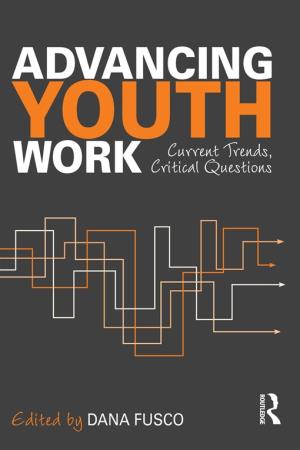 ADVANCING
YOUTH
WORK
Current Trends,
Critical Questions
Edited by DANA FUSCO
ROUTLEDGE